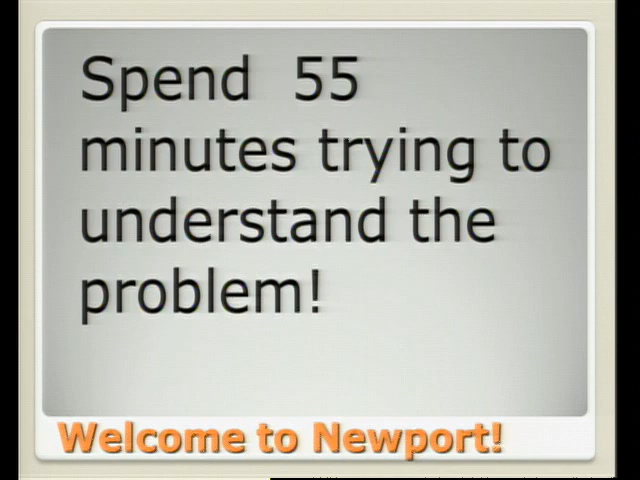 Spend 55
minutes trying to
understand the
problem!
Welcome to Newport!